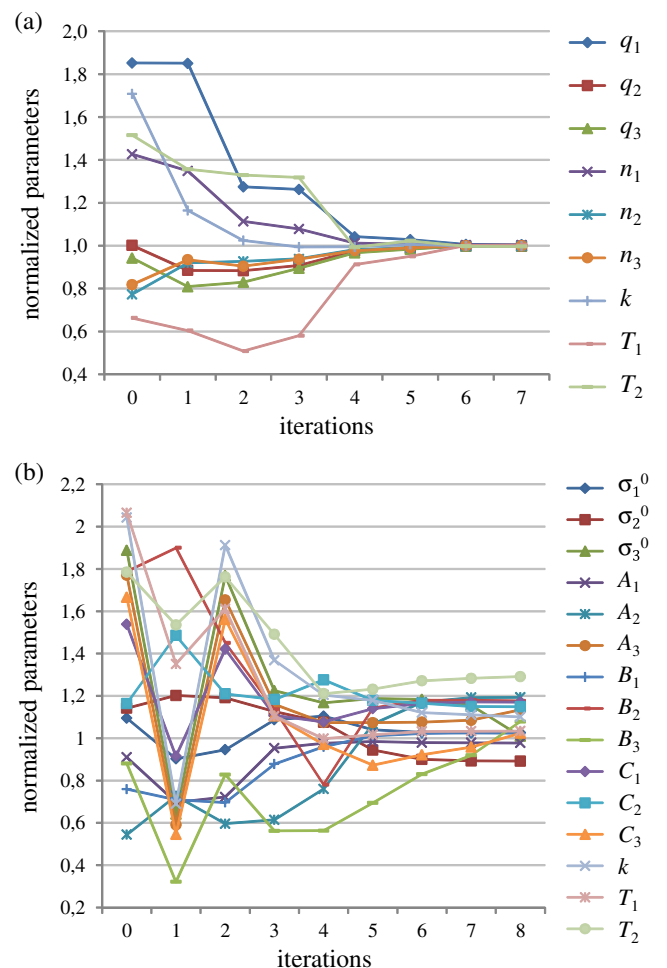 (a)
2,0
1,8
1,6
1,4
1,2
1,0
0,8
0,6
0,4
normalized parameters
0 1 2 3 4 5 6 7
iterations
q1
q2
q3
n1
n2
n3
k
T1
T2
(b)
2,2
2
1,8
1,6
1,4
1,2
1
0,8
0,6
0,4
0,2
normalized parameters
0 1 2 3 4 5 6 7 8
iterations
σ1⁰
σ2⁰
σ3⁰
A1
A2
A3
B1
B2
B3
C1
C2
C3
k
T1
T2